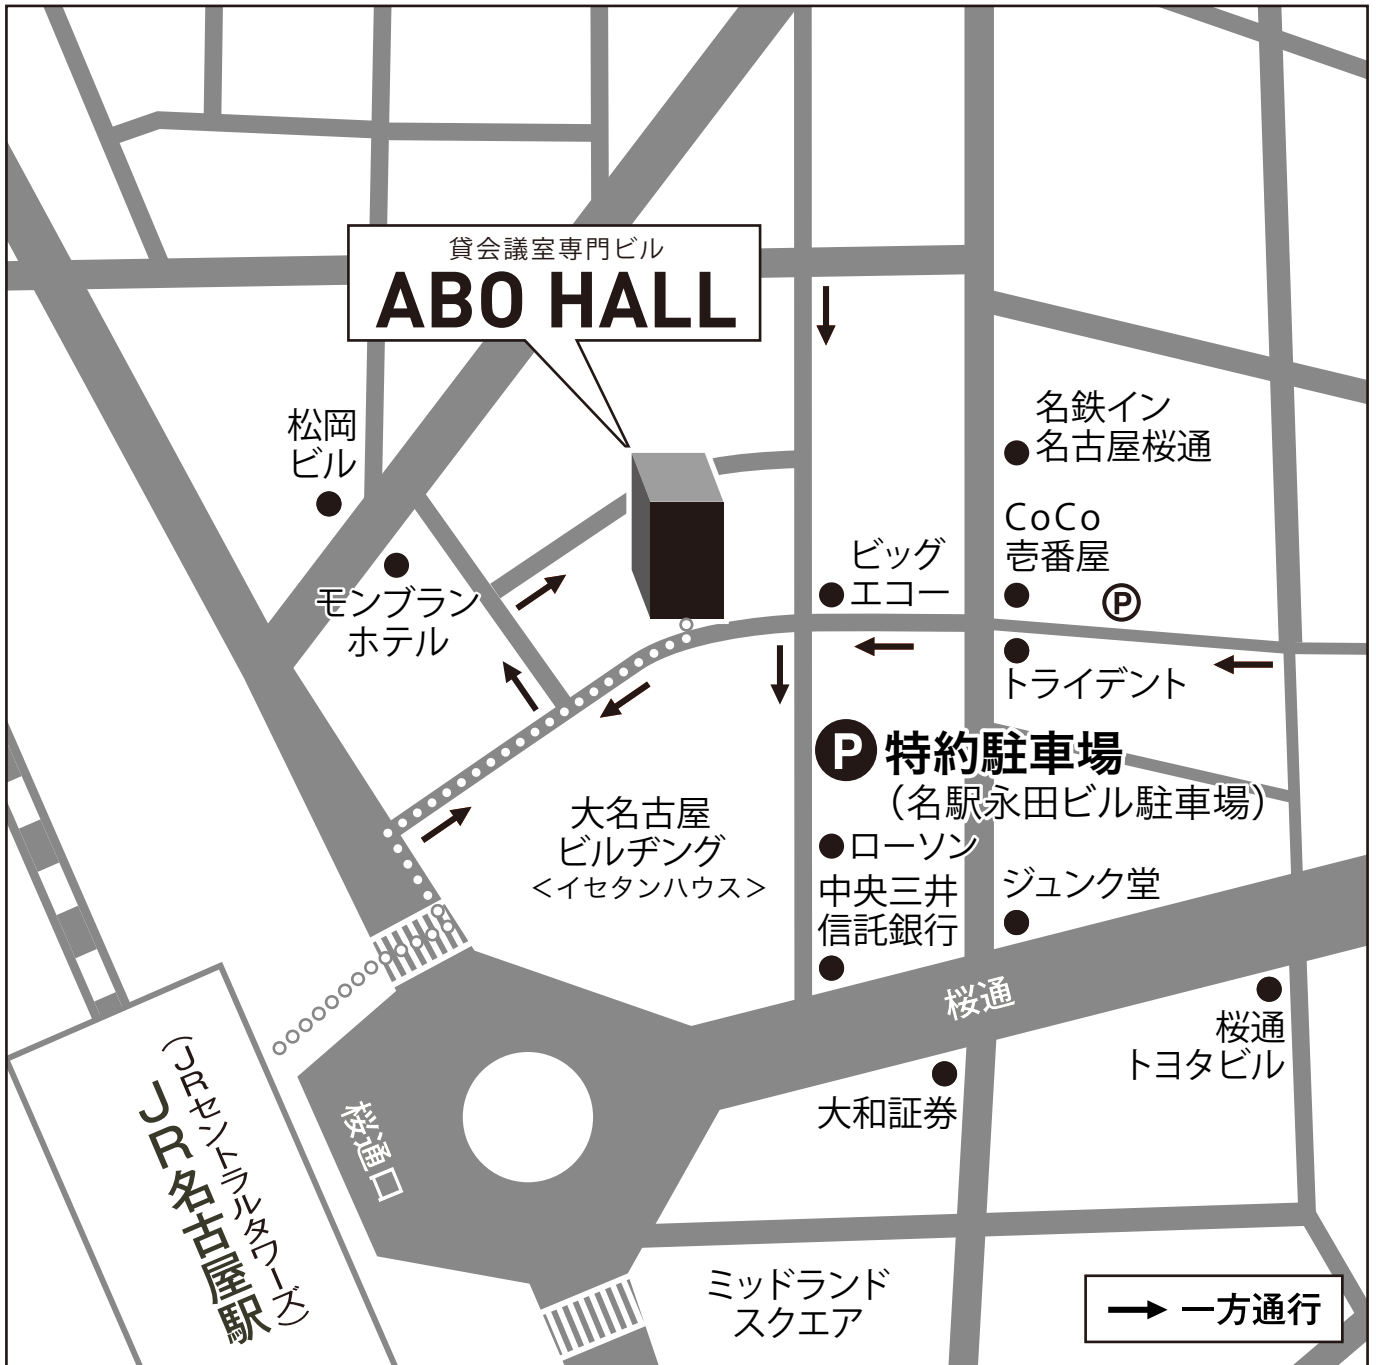 貸会議室専門ビル
ABO HALL
松岡
ビル
名鉄イン
名古屋桜通
CoCo
壱番屋
P
ビッグ
エコー
モンブラン
ホテル
トライデント
P 特約駐車場
（名駅永田ビル駐車場）
大名古屋
ビルヂング
＜イセタンハウス＞
ローソン
中央三井
信託銀行
ジュンク堂
桜通
桜通
トヨタビル
大和証券
桜通口
（JRセントラルタワーズ）
JR名古屋駅
ミッドランド
スクエア
一方通行